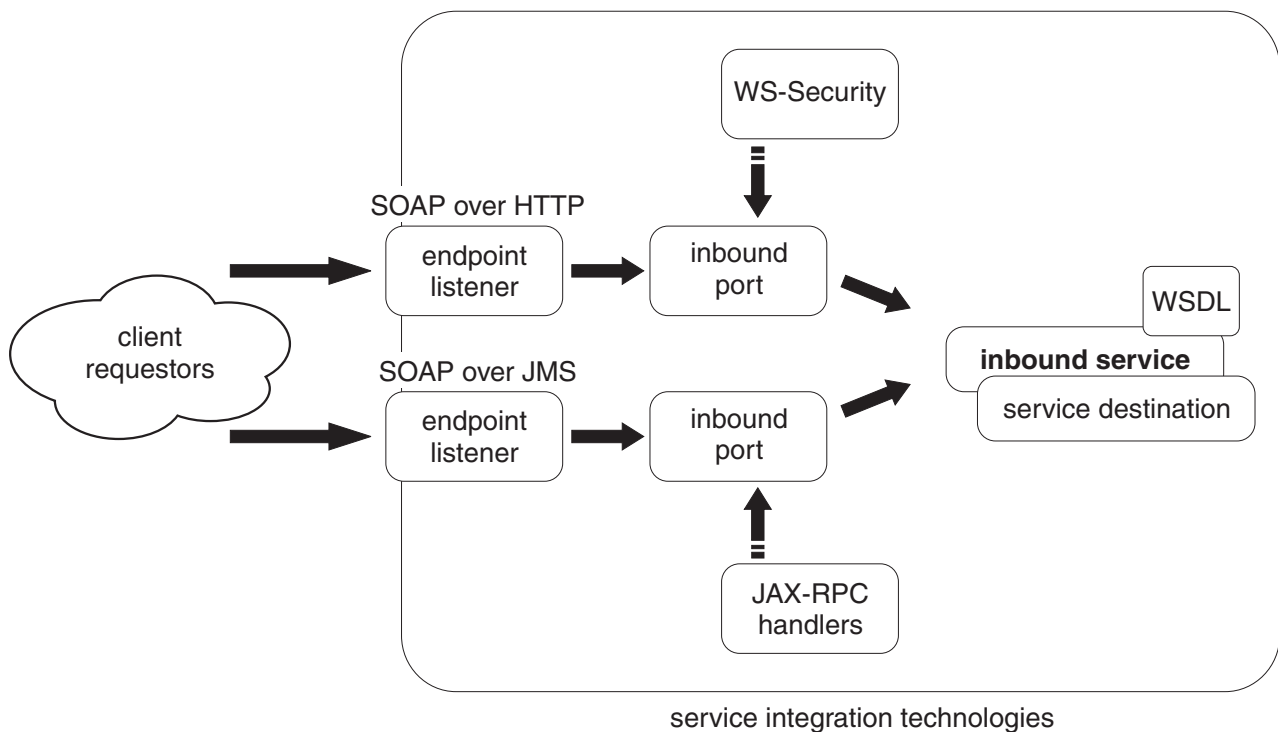 WS-Security
SOAP over HTTP
endpoint
listener
inbound
port
client
requestors
WSDL
inbound service
service destination
SOAP over JMS
endpoint
listener
inbound
port
JAX-RPC
handlers
service integration technologies